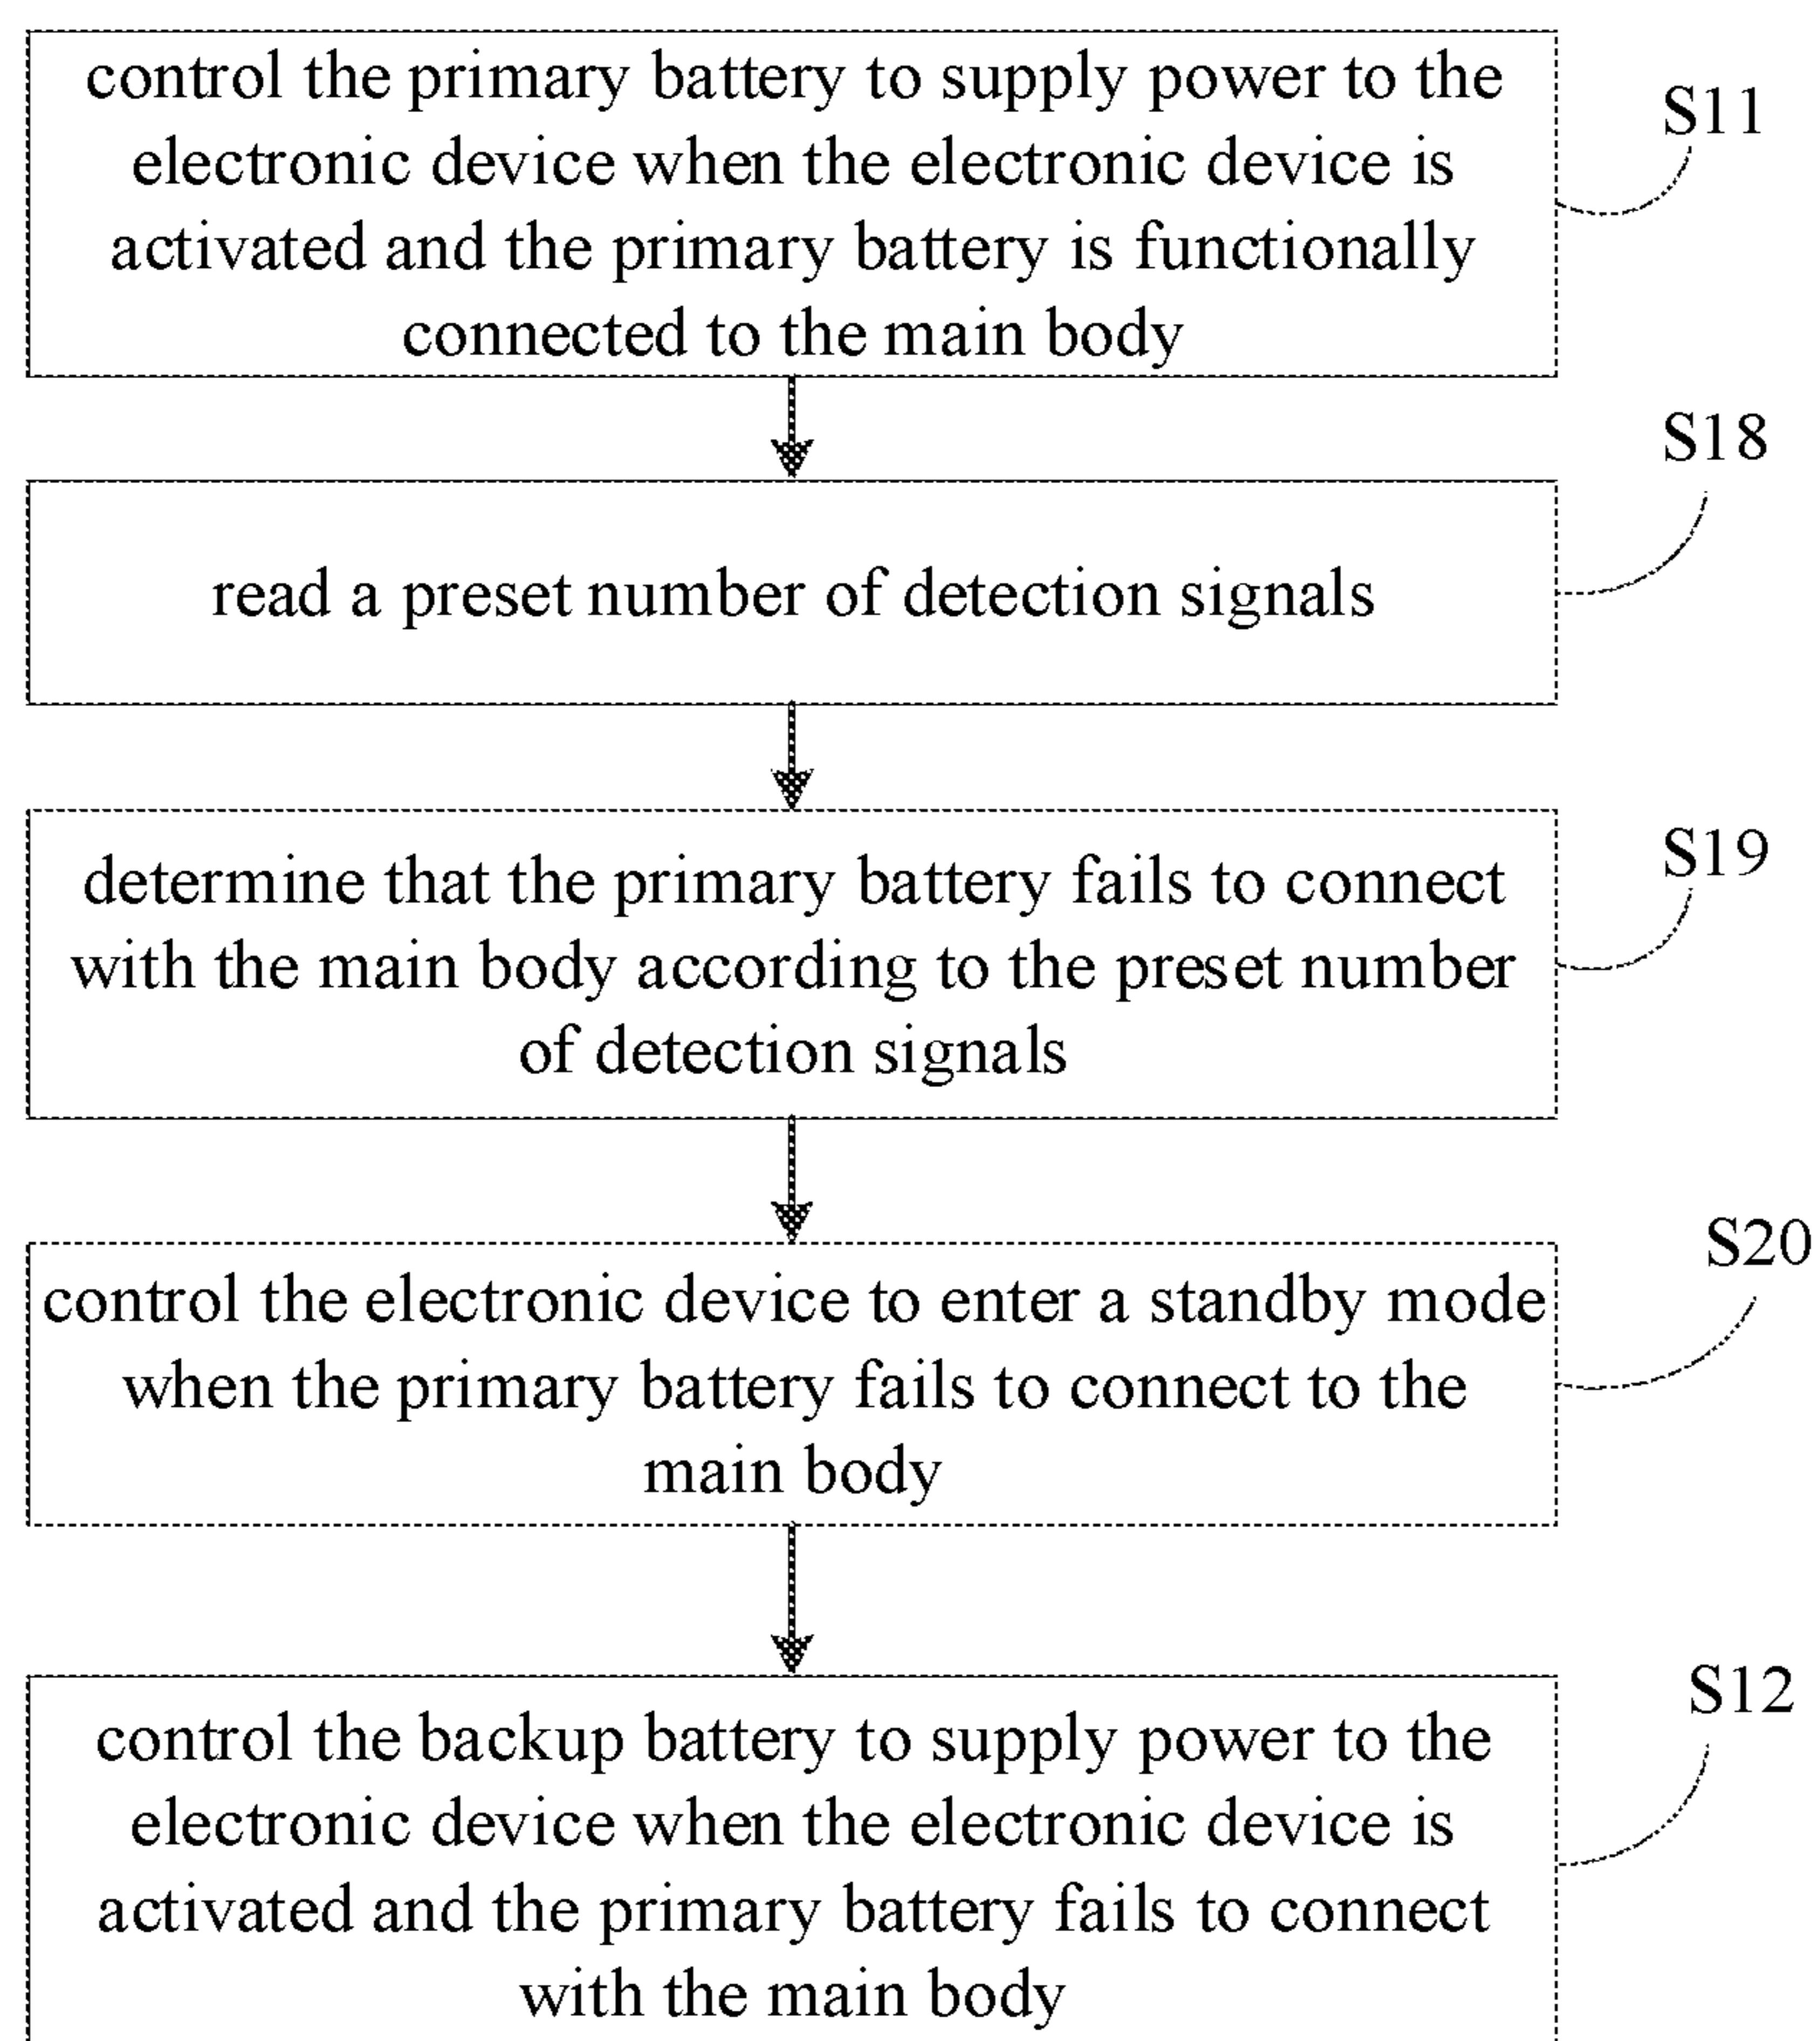 control the primary battery to supply power to the
electronic device when the electronic device is
activated and the primary battery is functionally
connected to the main body
S11
read a preset number of detection signals
S18
determine that the primary battery fails to connect
with the main body according to the preset number
of detection signals
S19
control the electronic device to enter a standby mode
when the primary battery fails to connect to the
main body
S20
control the backup battery to supply power to the
electronic device when the electronic device is
activated and the primary battery fails to connect
with the main body
S12